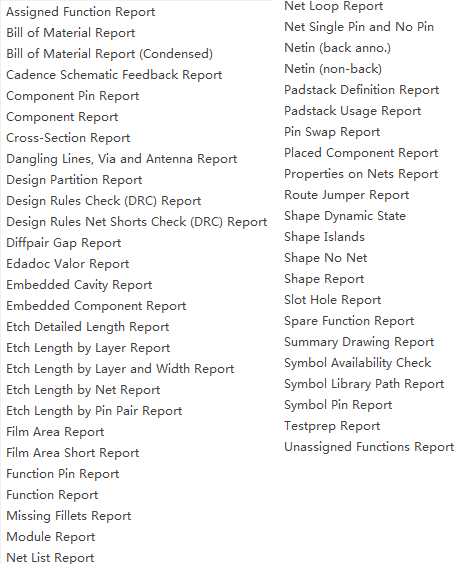 Assigned Function Report
Bill of Material Report
Bill of Material Report (Condensed)
Cadence Schematic Feedback Report
Component Pin Report
Component Report
Cross-Section Report
Dangling Lines, Via and Antenna Report
Design Partition Report
Design Rules Check (DRC) Report
Design Rules Net Shorts Check (DRC) Report
Diffpair Gap Report
Edadoc Valor Report
Embedded Cavity Report
Embedded Component Report
Etch Detailed Length Report
Etch Length by Layer Report
Etch Length by Layer and Width Report
Etch Length by Net Report
Etch Length by Pin Pair Report
Film Area Report
Film Area Short Report
Function Pin Report
Function Report
Missing Fillets Report
Module Report
Net List Report
Net Loop Report
Net Single Pin and No Pin
Netin (back anno.)
Netin (non-back)
Padstack Definition Report
Padstack Usage Report
Pin Swap Report
Placed Component Report
Properties on Nets Report
Route Jumper Report
Shape Dynamic State
Shape Islands
Shape No Net
Shape Report
Slot Hole Report
Spare Function Report
Summary Drawing Report
Symbol Availability Check
Symbol Library Path Report
Symbol Pin Report
Testprep Report
Unassigned Functions Report